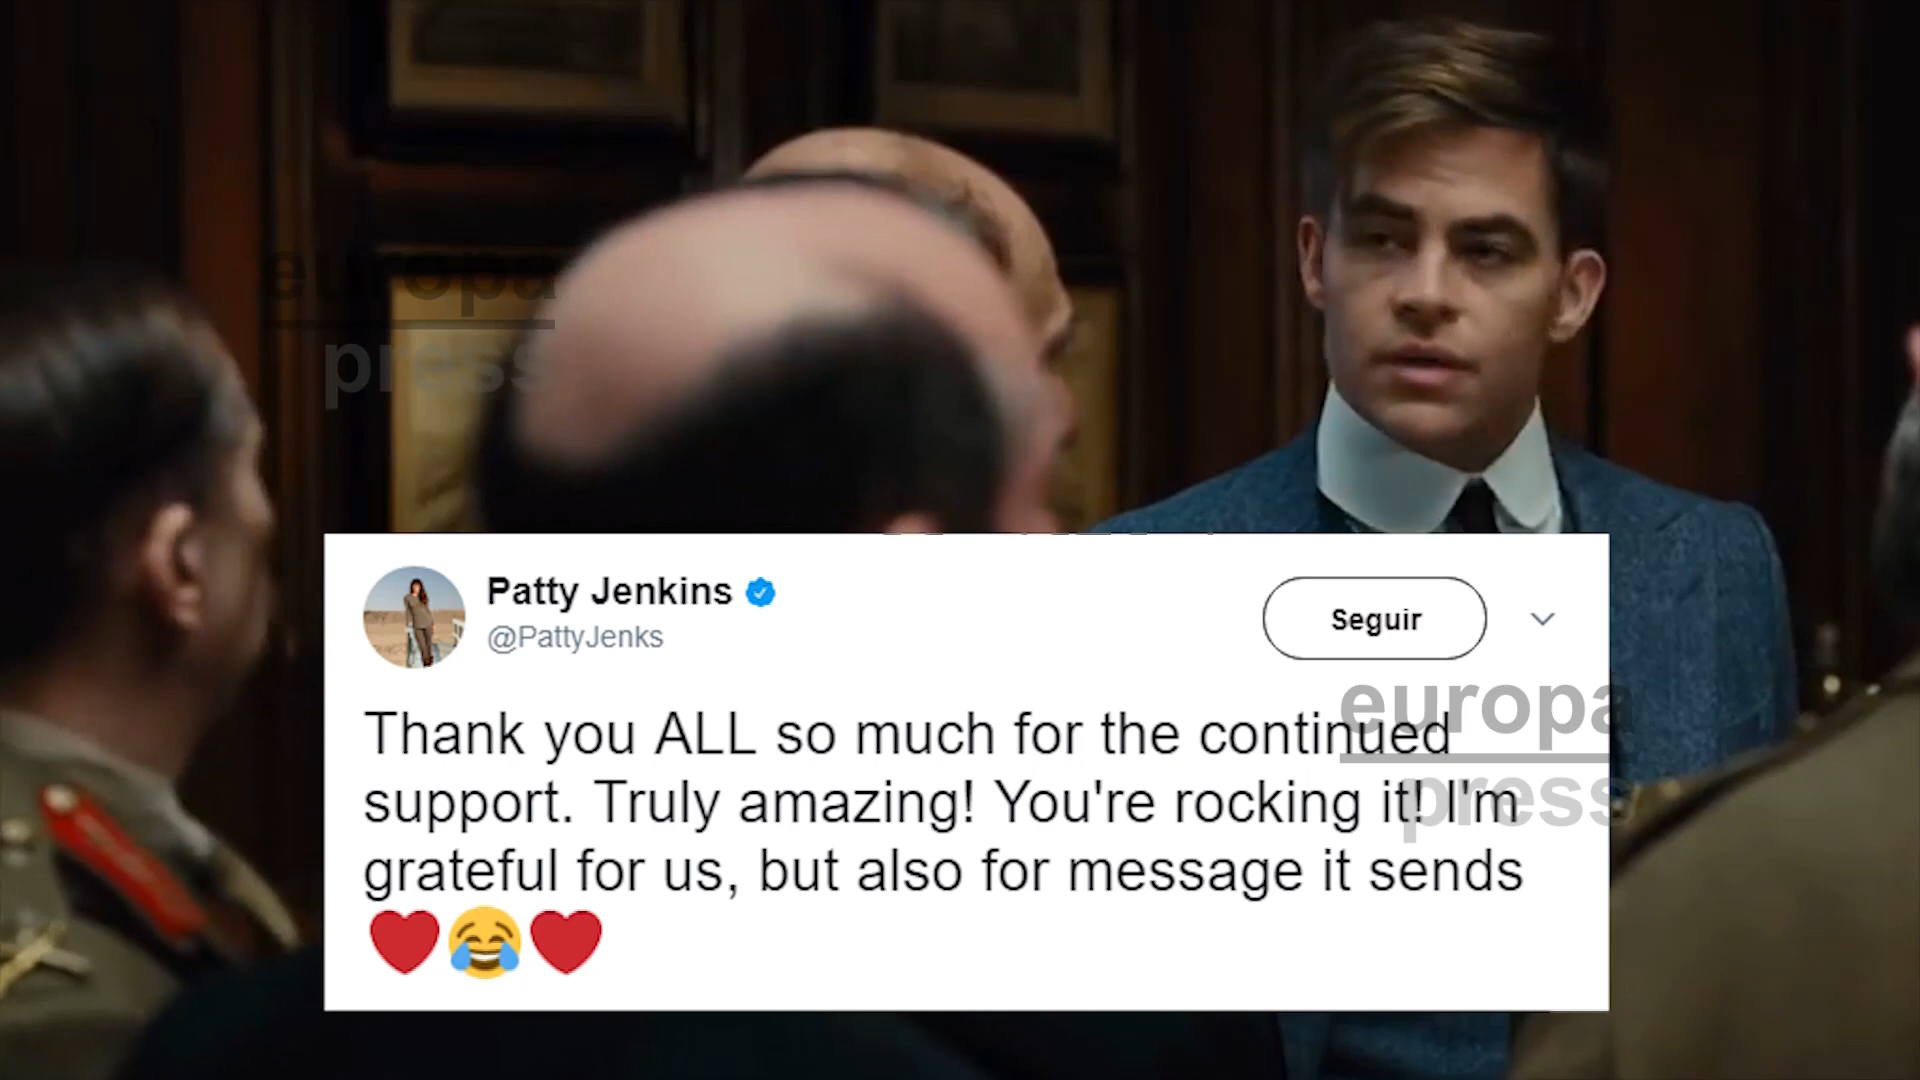 europa
press
Patty Jenkins
@PattyJenks
Seguir
europa
press
Thank you ALL so much for the continued
support. Truly amazing! You're rocking it! I'm
grateful for us, but also for message it sends
❤️😂❤️